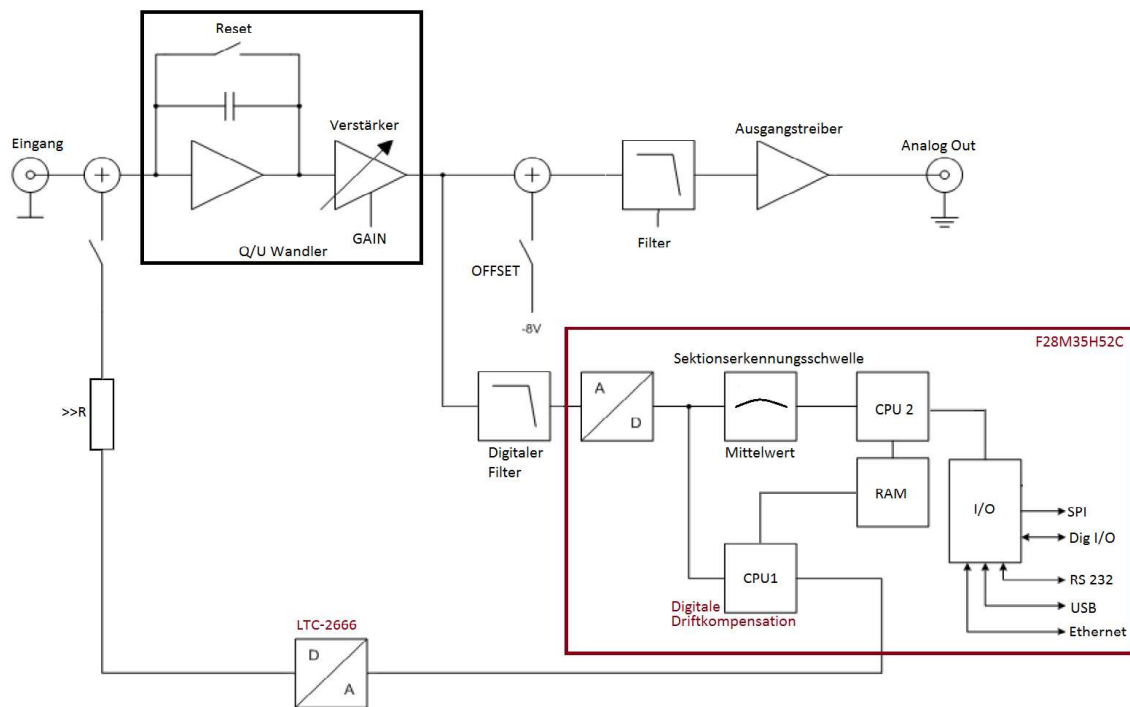 Reset
Eingang
Verstärker
Ausgangstreiber
Analog Out
GAIN
Q/U Wandler
OFFSET
Filter
-8V
F28M35H52C
Sektionserkennungsschwelle
>>R
A
D
CPU 2
Digitaler
Filter
Mittelwert
RAM
I/O
SPI
Dig I/O
CPU1
RS 232
Digitale
Driftkompensation
USB
LTC-2666
Ethernet
D
A